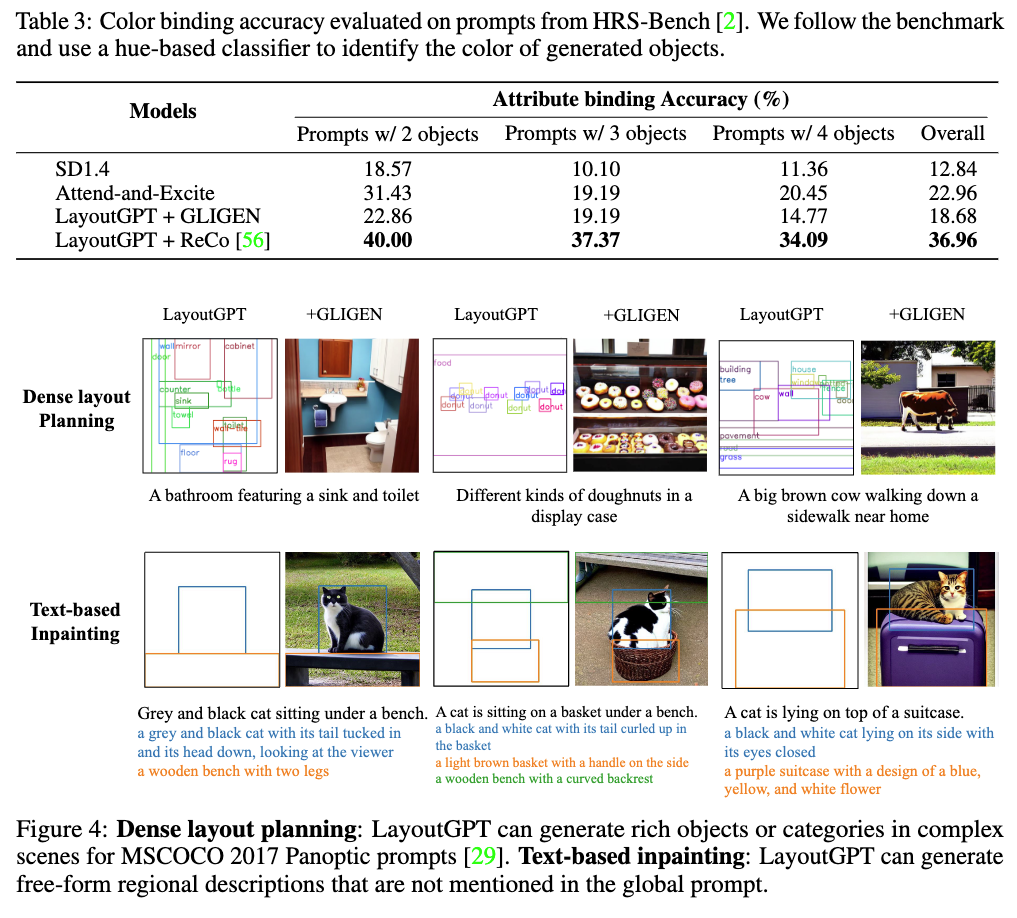 Table 3: Color binding accuracy evaluated on prompts from HRS-Bench [2]. We follow the benchmark
and use a hue-based classifier to identify the color of generated objects.
Models
Attribute binding Accuracy (%)
Prompts w/ 2 objects Prompts w/ 3 objects Prompts w/ 4 objects Overall
SD1.4 18.57 10.10 11.36 12.84
Attend-and-Excite 31.43 19.19 20.45 22.96
LayoutGPT + GLIGEN 22.86 19.19 14.77 18.68
LayoutGPT + ReCo [56] 40.00 37.37 34.09 36.96
LayoutGPT +GLIGEN LayoutGPT +GLIGEN LayoutGPT +GLIGEN
Dense layout
Planning
wall mirror cabinet
door
counter bottle
sink
towel
wall-tile toilet
floor
rug
food
donut donut donut donut donut
donut donut donut donut
building house
tree window
fence
cow wall door
pavement
road
grass
A bathroom featuring a sink and toilet
Different kinds of doughnuts in a
display case
A big brown cow walking down a
sidewalk near home
Text-based
Inpainting
Grey and black cat sitting under a bench.
a grey and black cat with its tail tucked in
and its head down, looking at the viewer
a wooden bench with two legs
A cat is sitting on a basket under a bench.
a black and white cat with its tail curled up in
the basket
a light brown basket with a handle on the side
a wooden bench with a curved backrest
A cat is lying on top of a suitcase.
a black and white cat lying on its side with
its eyes closed
a purple suitcase with a design of a blue,
yellow, and white flower
Figure 4: Dense layout planning: LayoutGPT can generate rich objects or categories in complex
scenes for MSCOCO 2017 Panoptic prompts [29]. Text-based inpainting: LayoutGPT can generate
free-form regional descriptions that are not mentioned in the global prompt.